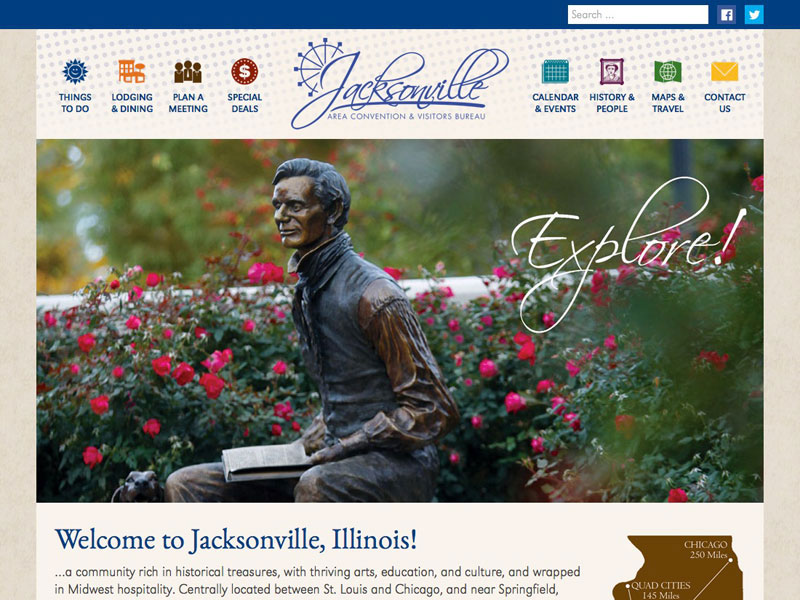 Search ...
THINGS
TO DO
LODGING
& DINING
PLAN A
MEETING
SPECIAL
DEALS
Jacksonville
AREA CONVENTION & VISITORS BUREAU
CALENDAR
& EVENTS
HISTORY &
PEOPLE
MAPS &
TRAVEL
CONTACT
US
Explore!
Welcome to Jacksonville, Illinois!
...a community rich in historical treasures, with thriving arts, education, and culture, and wrapped
in Midwest hospitality. Centrally located between St. Louis and Chicago, and near Springfield,
CHICAGO
250 Miles
QUAD CITIES
145 Miles